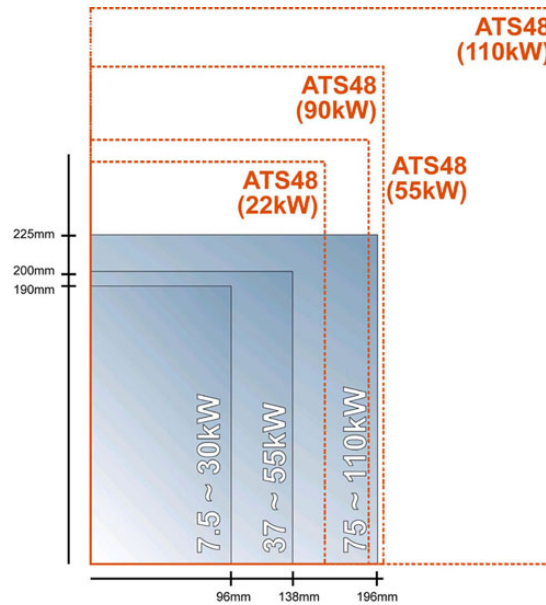 ATS48
(110kW)
ATS48
(90kW)
ATS48
(55kW)
ATS48
(22kW)
225mm
200mm
190mm
7.5 ~ 30kW
37 ~ 55kW
75 ~ 110kW
96mm
138mm
196mm